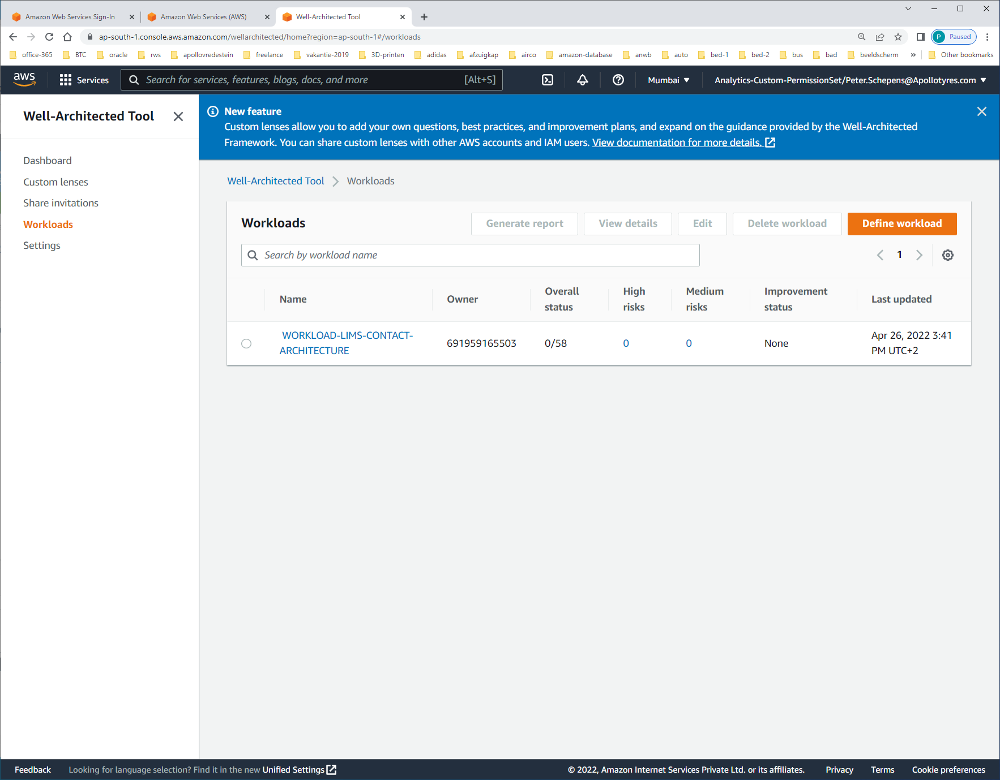 Amazon Web Services Sign-In
Amazon Web Services (AWS)
Well-Architected Tool
ap-south-1.console.aws.amazon.com/wellarchitected/home?region=ap-south-1#/workloads
P Paused
office-365 BTC oracle rws apollovredestein freelance vakantie-2019 3D-printen adidas afzuigkap airco amazon-database anwb auto bed-1 bed-2 bus bad beeldscherm » Other bookmarks
aws Services Search for services, features, blogs, docs, and more [Alt+S] Mumbai Analytics-Custom-PermissionSet/Peter.Schepens@Apollotyres.com
Well-Architected Tool
Dashboard
Custom lenses
Share invitations
Workloads
Settings
New feature
Custom lenses allow you to add your own questions, best practices, and improvement plans, and expand on the guidance provided by the Well-Architected
Framework. You can share custom lenses with other AWS accounts and IAM users. View documentation for more details.
Well-Architected Tool > Workloads
Workloads
Generate report View details Edit Delete workload Define workload
Search by workload name
1
Name Owner Overall status High risks Medium risks Improvement status Last updated
WORKLOAD-LIMS-CONTACT-
ARCHITECTURE
691959165503 0/58 0 0 None
Apr 26, 2022 3:41
PM UTC+2
Feedback Looking for language selection? Find it in the new Unified Settings © 2022, Amazon Internet Services Private Ltd. or its affiliates. Privacy Terms Cookie preferences